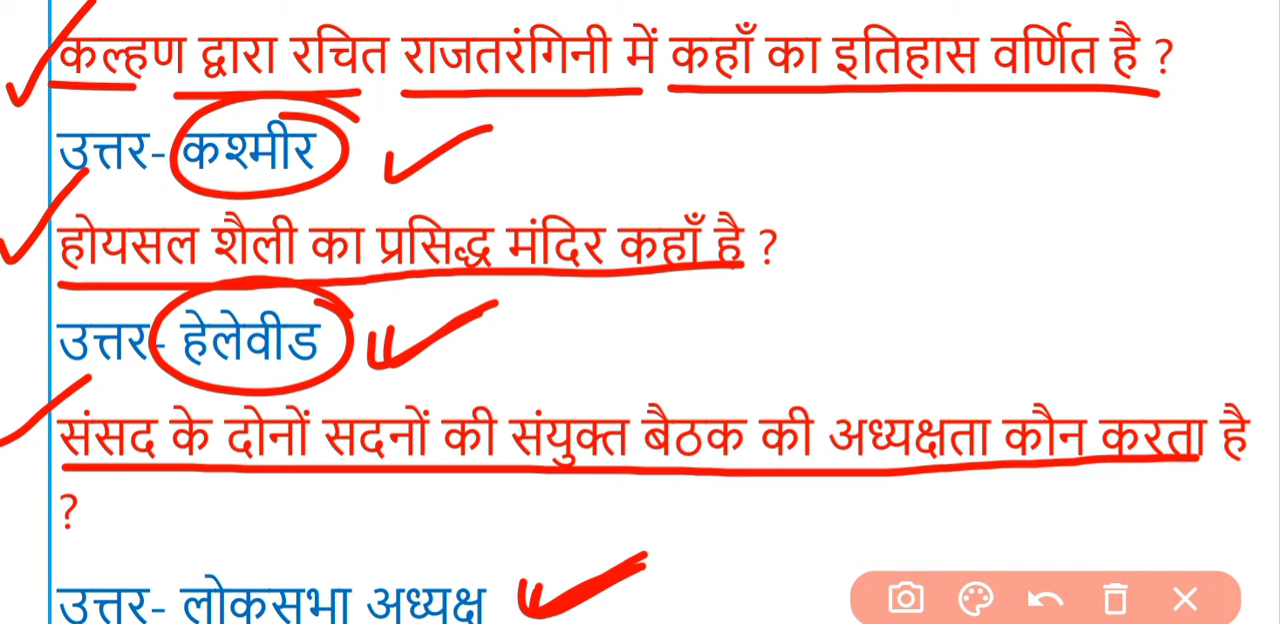 कल्हण द्वारा रचित राजतरंगिनी में कहाँ का इतिहास वर्णित है ?
उत्तर- कश्मीर
होयसल शैली का प्रसिद्ध मंदिर कहाँ है ?
उत्तर- हेलेवीड
संसद के दोनों सदनों की संयुक्त बैठक की अध्यक्षता कौन करता है
?
उत्तर- लोकसभा अध्यक्ष